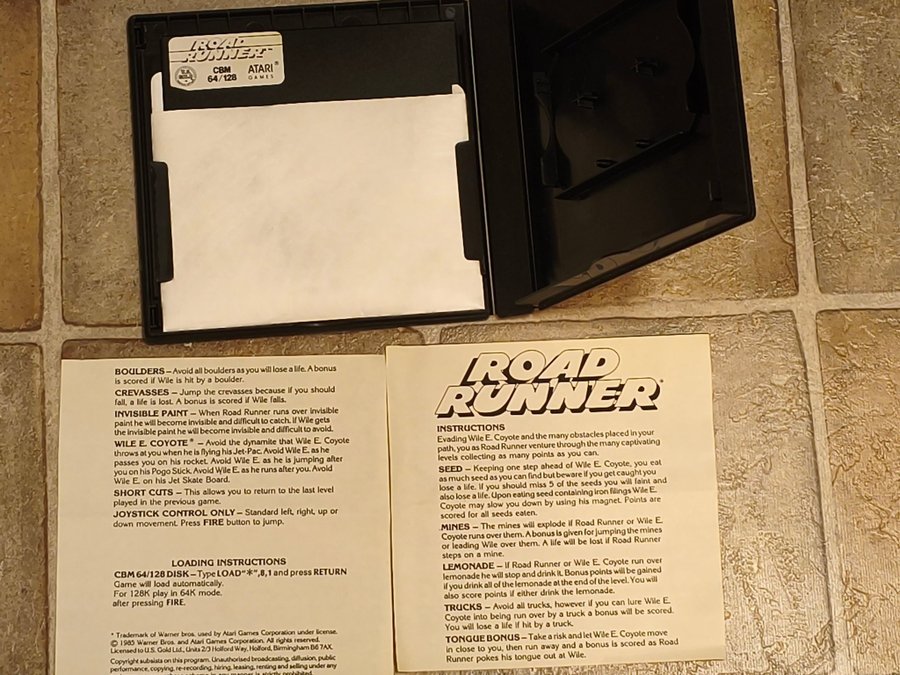 ROAD
RUNNER™
CBM
64/128
ATARI®
GAMES
BOULDERS – Avoid all boulders as you will lose a life. A bonus
is scored if Wile is hit by a boulder.
CREVASSES – Jump the crevasses because if you should
fall, a life is lost. A bonus is scored if Wile falls.
INVISIBLE PAINT – When Road Runner runs over invisible
paint he will become invisible and difficult to catch. If Wile gets
the invisible paint he will become invisible and difficult to avoid.
WILE E. COYOTE* – Avoid the dynamite that Wile E. Coyote
throws at you when he is flying his Jet-Pac. Avoid Wile E. as he
passes you on his rocket. Avoid Wile E. as he is jumping after
you on his Pogo Stick. Avoid Wile E. as he runs after you. Avoid
Wile E. on his Jet Skate Board.
SHORT CUTS – This allows you to return to the last level
played in the previous game.
JOYSTICK CONTROL ONLY – Standard left, right, up or
down movement. Press FIRE button to jump.
LOADING INSTRUCTIONS
CBM 64/128 DISK – Type LOAD"*",8,1 and press RETURN
Game will load automatically.
For 128K play in 64K mode.
after pressing FIRE.
* Trademark of Warner bros. used by Atari Games Corporation under license.
© 1985 Warner Bros. and Atari Games Corporation. All rights reserved.
Licensed to U.S. Gold Ltd., Units 2/3 Holford Way, Holford, Birmingham B6 7AX.
Copyright subsists on this program. Unauthorised broadcasting, diffusion, public
performance, copying, re-recording, hiring, leasing, renting and selling under any
ROAD
RUNNER®
INSTRUCTIONS
Evading Wile E. Coyote and the many obstacles placed in your
path, you as Road Runner venture through the many captivating
levels collecting as many points as you can.
SEED – Keeping one step ahead of Wile E. Coyote, you eat
as much seed as you can find but beware if you get caught you
lose a life. If you should miss 5 of the seeds you will faint and
also lose a life. Upon eating seed containing iron filings Wile E.
Coyote may slow you down by using his magnet. Points are
scored for all seeds eaten.
MINES – The mines will explode if Road Runner or Wile E.
Coyote runs over them. A bonus is given for jumping the mines
or leading Wile over them. A life will be lost if Road Runner
steps on a mine.
LEMONADE – If Road Runner or Wile E. Coyote run over
lemonade he will stop and drink it. Bonus points will be gained
if you drink all of the lemonade at the end of the level. You will
also score points if either drink the lemonade.
TRUCKS – Avoid all trucks, however if you can lure Wile E.
Coyote into being run over by a truck a bonus will be scored.
You will lose a life if hit by a truck.
TONGUE BONUS – Take a risk and let Wile E. Coyote move
in close to you, then run away and a bonus is scored as Road
Runner pokes his tongue out at Wile.